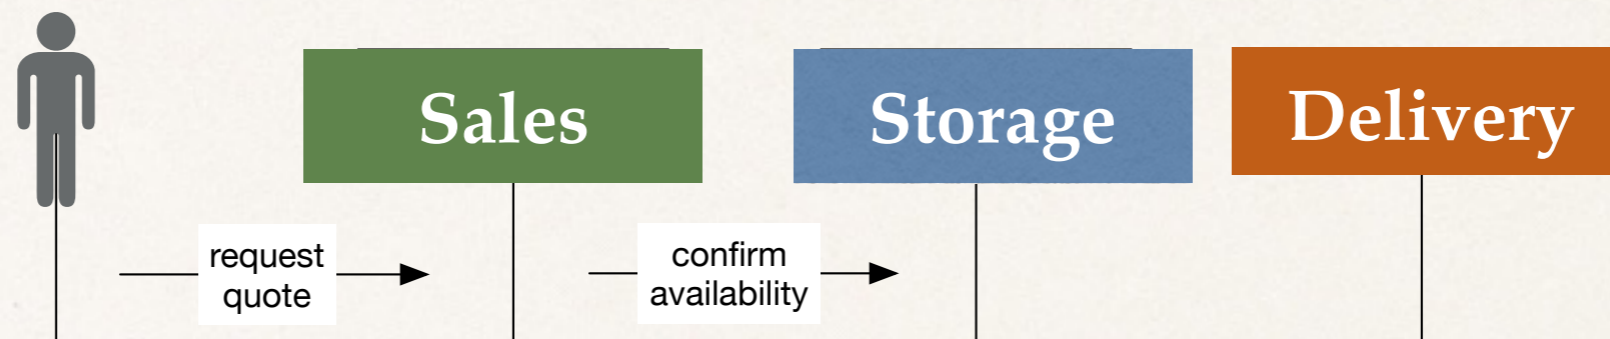 Sales
Storage
Delivery
request
quote
confirm
availability